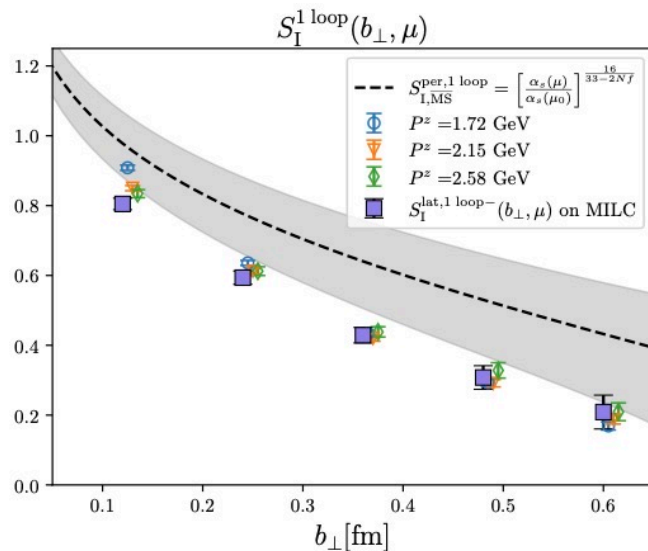 S_I^{1 loop}(b_⊥, μ)
1.2
1.0
0.8
0.6
0.4
0.2
0.0
S_{I,\overline{MS}}^{per,1 loop} = [α_s(μ)/α_s(μ_0)]^{16/(33−2Nf)}
P^z =1.72 GeV
P^z =2.15 GeV
P^z =2.58 GeV
S_I^{lat,1 loop−}(b_⊥, μ) on MILC
0.1 0.2 0.3 0.4 0.5 0.6
b_⊥[fm]